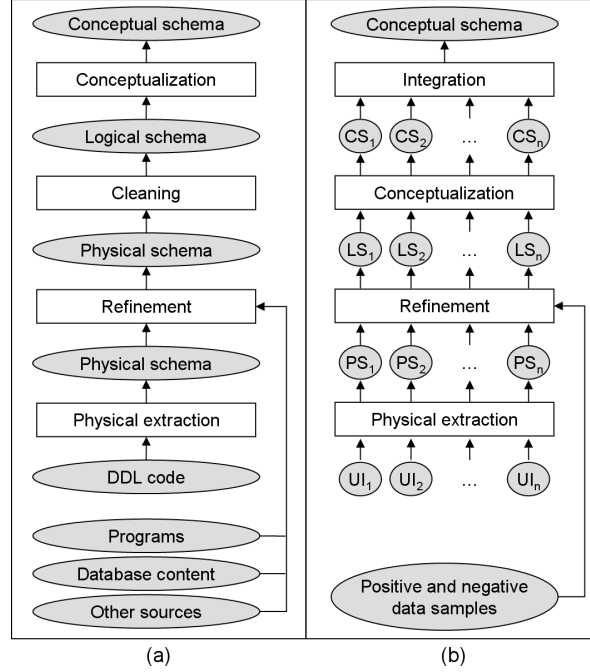 Conceptual schema
Conceptualization
Logical schema
Cleaning
Physical schema
Refinement
Physical schema
Physical extraction
DDL code
Programs
Database content
Other sources
(a)
Conceptual schema
Integration
CS1 CS2 ... CSn
Conceptualization
LS1 LS2 ... LSn
Refinement
PS1 PS2 ... PSn
Physical extraction
UI1 UI2 ... UIn
Positive and negative
data samples
(b)